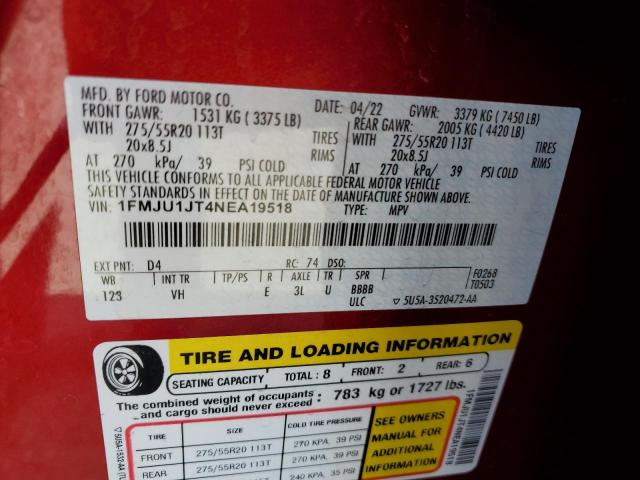 MFD. BY FORD MOTOR CO.
DATE: 04/22 GVWR: 3379 KG (7450 LB)
FRONT GAWR: 1531 KG (3375 LB) REAR GAWR: 2005 KG (4420 LB)
WITH 275/55R20 113T TIRES WITH 275/55R20 113T TIRES
20x8.5J RIMS 20x8.5J RIMS
AT 270 kPa/ 39 PSI COLD AT 270 kPa/ 39 PSI COLD
THIS VEHICLE CONFORMS TO ALL APPLICABLE FEDERAL MOTOR VEHICLE
SAFETY STANDARDS IN EFFECT ON THE DATE OF MANUFACTURE SHOWN ABOVE.
VIN: 1FMJU1JT4NEA19518 TYPE: MPV
EXT PNT: D4 RC: 74 DSO:
WB INT TR TP/PS R AXLE TR SPR F0268
123 VH E 3L U BBBB T0503
ULC ▽ 5U5A-3520472-AA
TIRE AND LOADING INFORMATION
SEATING CAPACITY TOTAL: 8 FRONT: 2 REAR: 6
The combined weight of occupants
and cargo should never exceed : 783 kg or 1727 lbs.
TIRE SIZE COLD TIRE PRESSURE
FRONT 275/55R20 113T 270 KPA, 39 PSI
REAR 275/55R20 113T 270 KPA, 39 PSI
240 KPA, 35 PSI
SEE OWNERS
MANUAL FOR
ADDITIONAL
INFORMATION
1FMJU1JT4NEA19518